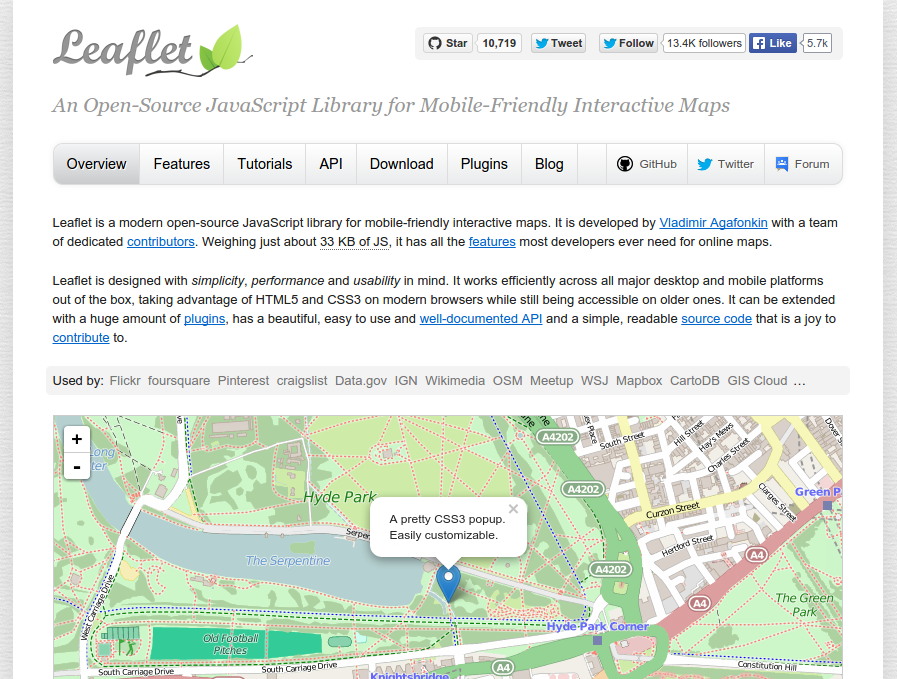 Leaflet
Star 10,719 Tweet Follow 13.4K followers Like 5.7k
An Open-Source JavaScript Library for Mobile-Friendly Interactive Maps
Overview Features Tutorials API Download Plugins Blog GitHub Twitter Forum
Leaflet is a modern open-source JavaScript library for mobile-friendly interactive maps. It is developed by Vladimir Agafonkin with a team
of dedicated contributors. Weighing just about 33 KB of JS, it has all the features most developers ever need for online maps.
Leaflet is designed with simplicity, performance and usability in mind. It works efficiently across all major desktop and mobile platforms
out of the box, taking advantage of HTML5 and CSS3 on modern browsers while still being accessible on older ones. It can be extended
with a huge amount of plugins, has a beautiful, easy to use and well-documented API and a simple, readable source code that is a joy to
contribute to.
Used by: Flickr foursquare Pinterest craigslist Data.gov IGN Wikimedia OSM Meetup WSJ Mapbox CartoDB GIS Cloud ...
+
-
Long
A4202
South Street
Hill Street
Hay's Mews
Charles Street
Dover S
Hyde Park
A4202
Clarges Street
Green P
Curzon Street
A pretty CSS3 popup.
Easily customizable.
Serpen
Hertford Street
A4
The Serpentine
A4202
West Carriage Drive
A4
The Green
Park
Hyde Park Corner
Old Football
Pitches
South Carriage Drive
South Carriage Drive
A4
Constitution Hill
Knightsbridge